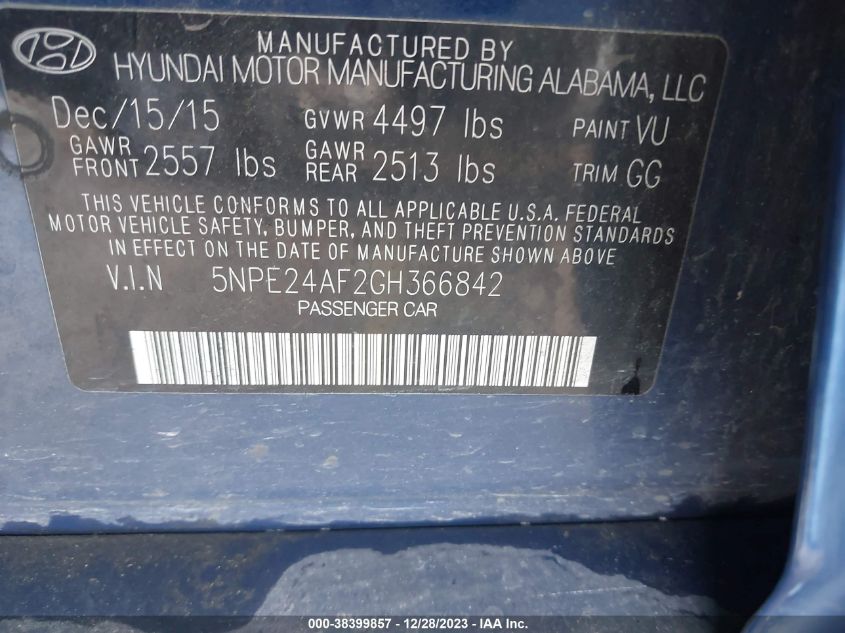 MANUFACTURED BY
HYUNDAI MOTOR MANUFACTURING ALABAMA, LLC
Dec/15/15 GVWR 4497 lbs PAINT VU
GAWR FRONT 2557 lbs GAWR REAR 2513 lbs TRIM GG
THIS VEHICLE CONFORMS TO ALL APPLICABLE U.S.A. FEDERAL
MOTOR VEHICLE SAFETY, BUMPER, AND THEFT PREVENTION STANDARDS
IN EFFECT ON THE DATE OF MANUFACTURE SHOWN ABOVE
V.I.N 5NPE24AF2GH366842
PASSENGER CAR
000-38399857 - 12/28/2023 - IAA Inc.